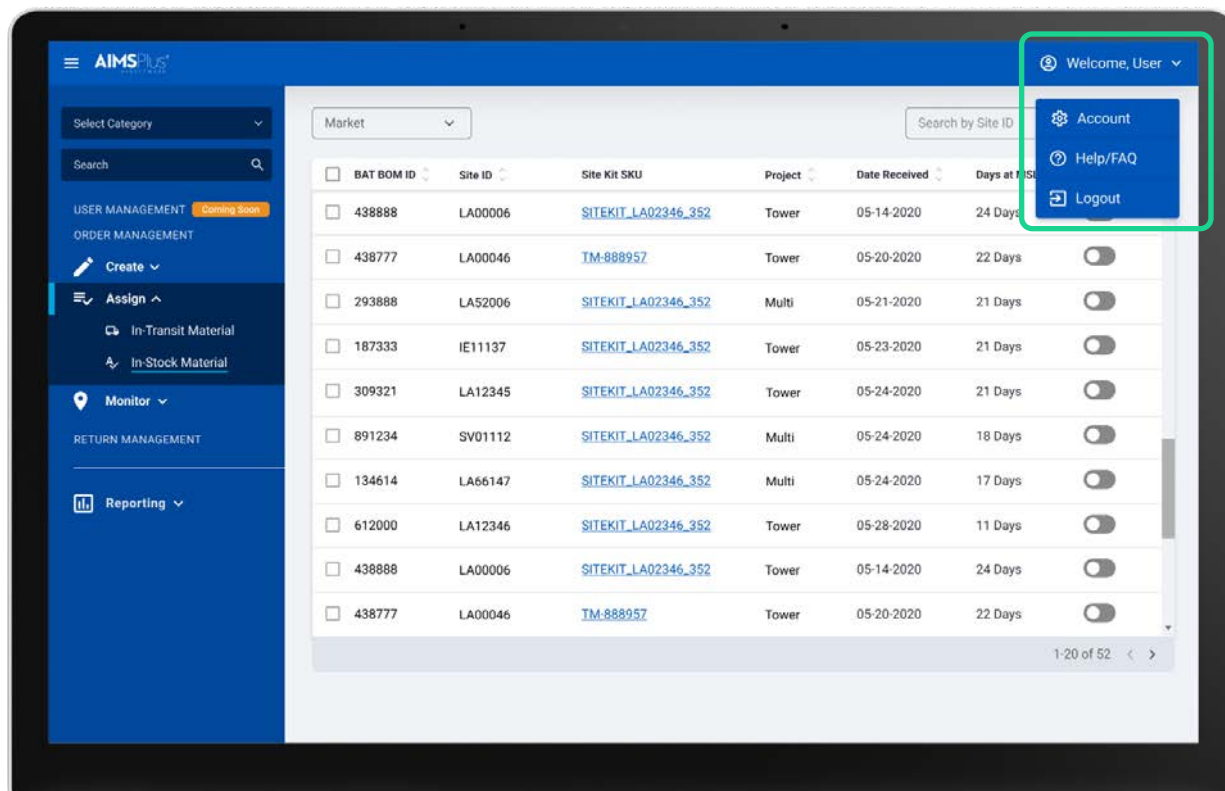 AIMSPlus
Welcome, User
Account
Help/FAQ
Logout
Select Category
Search
USER MANAGEMENT Coming Soon
ORDER MANAGEMENT
Create
Assign
In-Transit Material
In-Stock Material
Monitor
RETURN MANAGEMENT
Reporting
Market
Search by Site ID
BAT BOM ID Site ID Site Kit SKU Project Date Received Days at
438888 LA00006 SITEKIT_LA02346_352 Tower 05-14-2020 24 Days
438777 LA00046 TM-888957 Tower 05-20-2020 22 Days
293888 LA52006 SITEKIT_LA02346_352 Multi 05-21-2020 21 Days
187333 IE11137 SITEKIT_LA02346_352 Tower 05-23-2020 21 Days
309321 LA12345 SITEKIT_LA02346_352 Tower 05-24-2020 21 Days
891234 SV01112 SITEKIT_LA02346_352 Multi 05-24-2020 18 Days
134614 LA66147 SITEKIT_LA02346_352 Multi 05-24-2020 17 Days
612000 LA12346 SITEKIT_LA02346_352 Tower 05-28-2020 11 Days
438888 LA00006 SITEKIT_LA02346_352 Tower 05-14-2020 24 Days
438777 LA00046 TM-888957 Tower 05-20-2020 22 Days
1-20 of 52